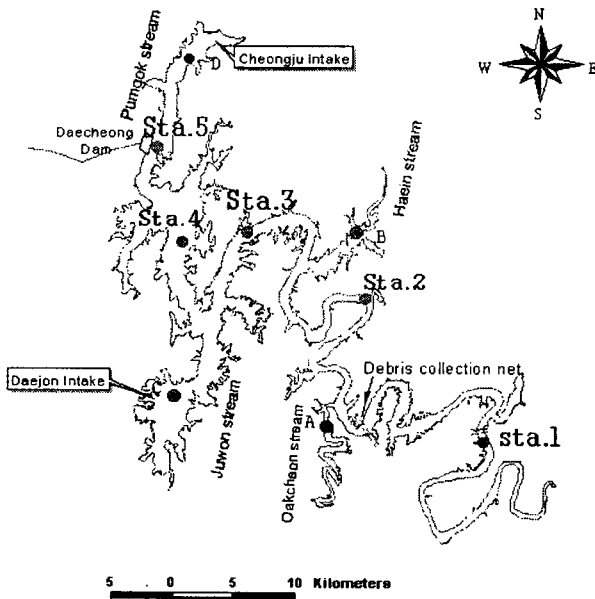 N
W E
S
Pumgok stream
D
Cheongju Intake
Daecheong
Dam
Sta.5
Haein stream
Sta.4
Sta.3
B
Sta.2
Daejon Intake
Debris collection net
Juwon stream
Oakchaon stream
A
sta.1
5 0 5 10 Kilometers